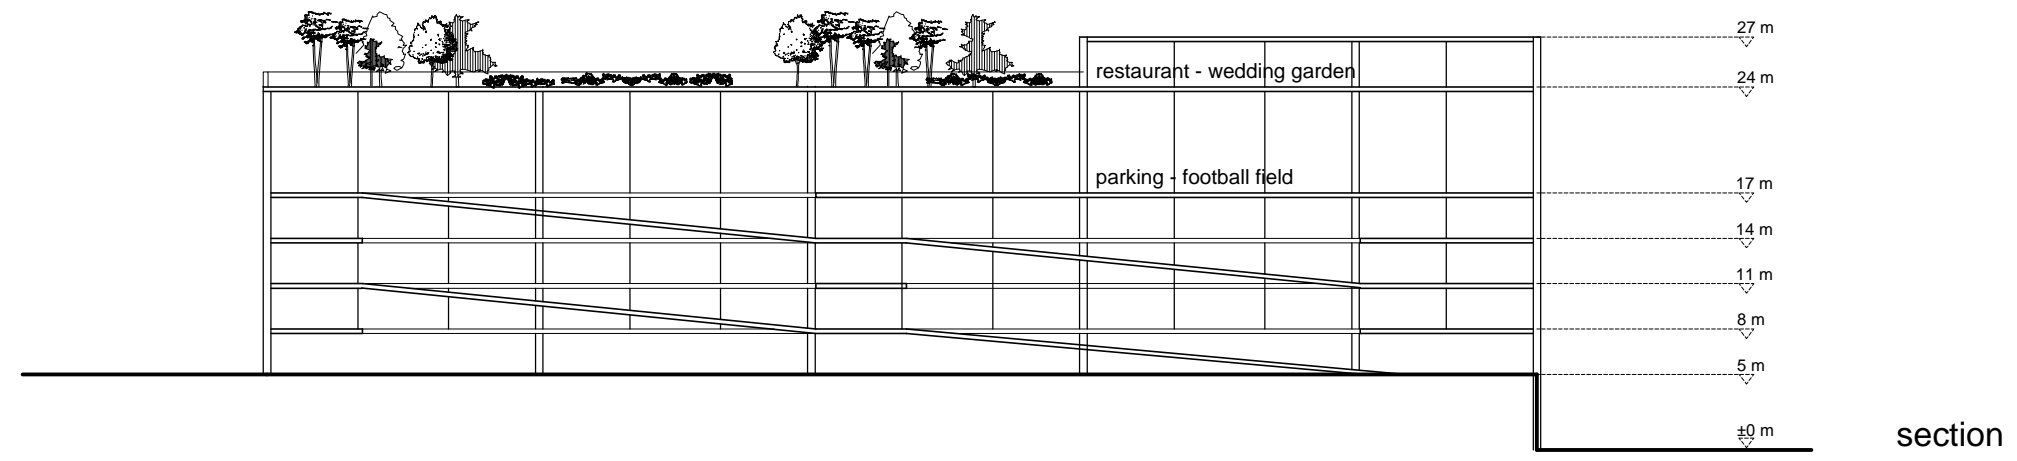 27 m
restaurant - wedding garden
24 m
parking - football field
17 m
14 m
11 m
8 m
5 m
±0 m
section